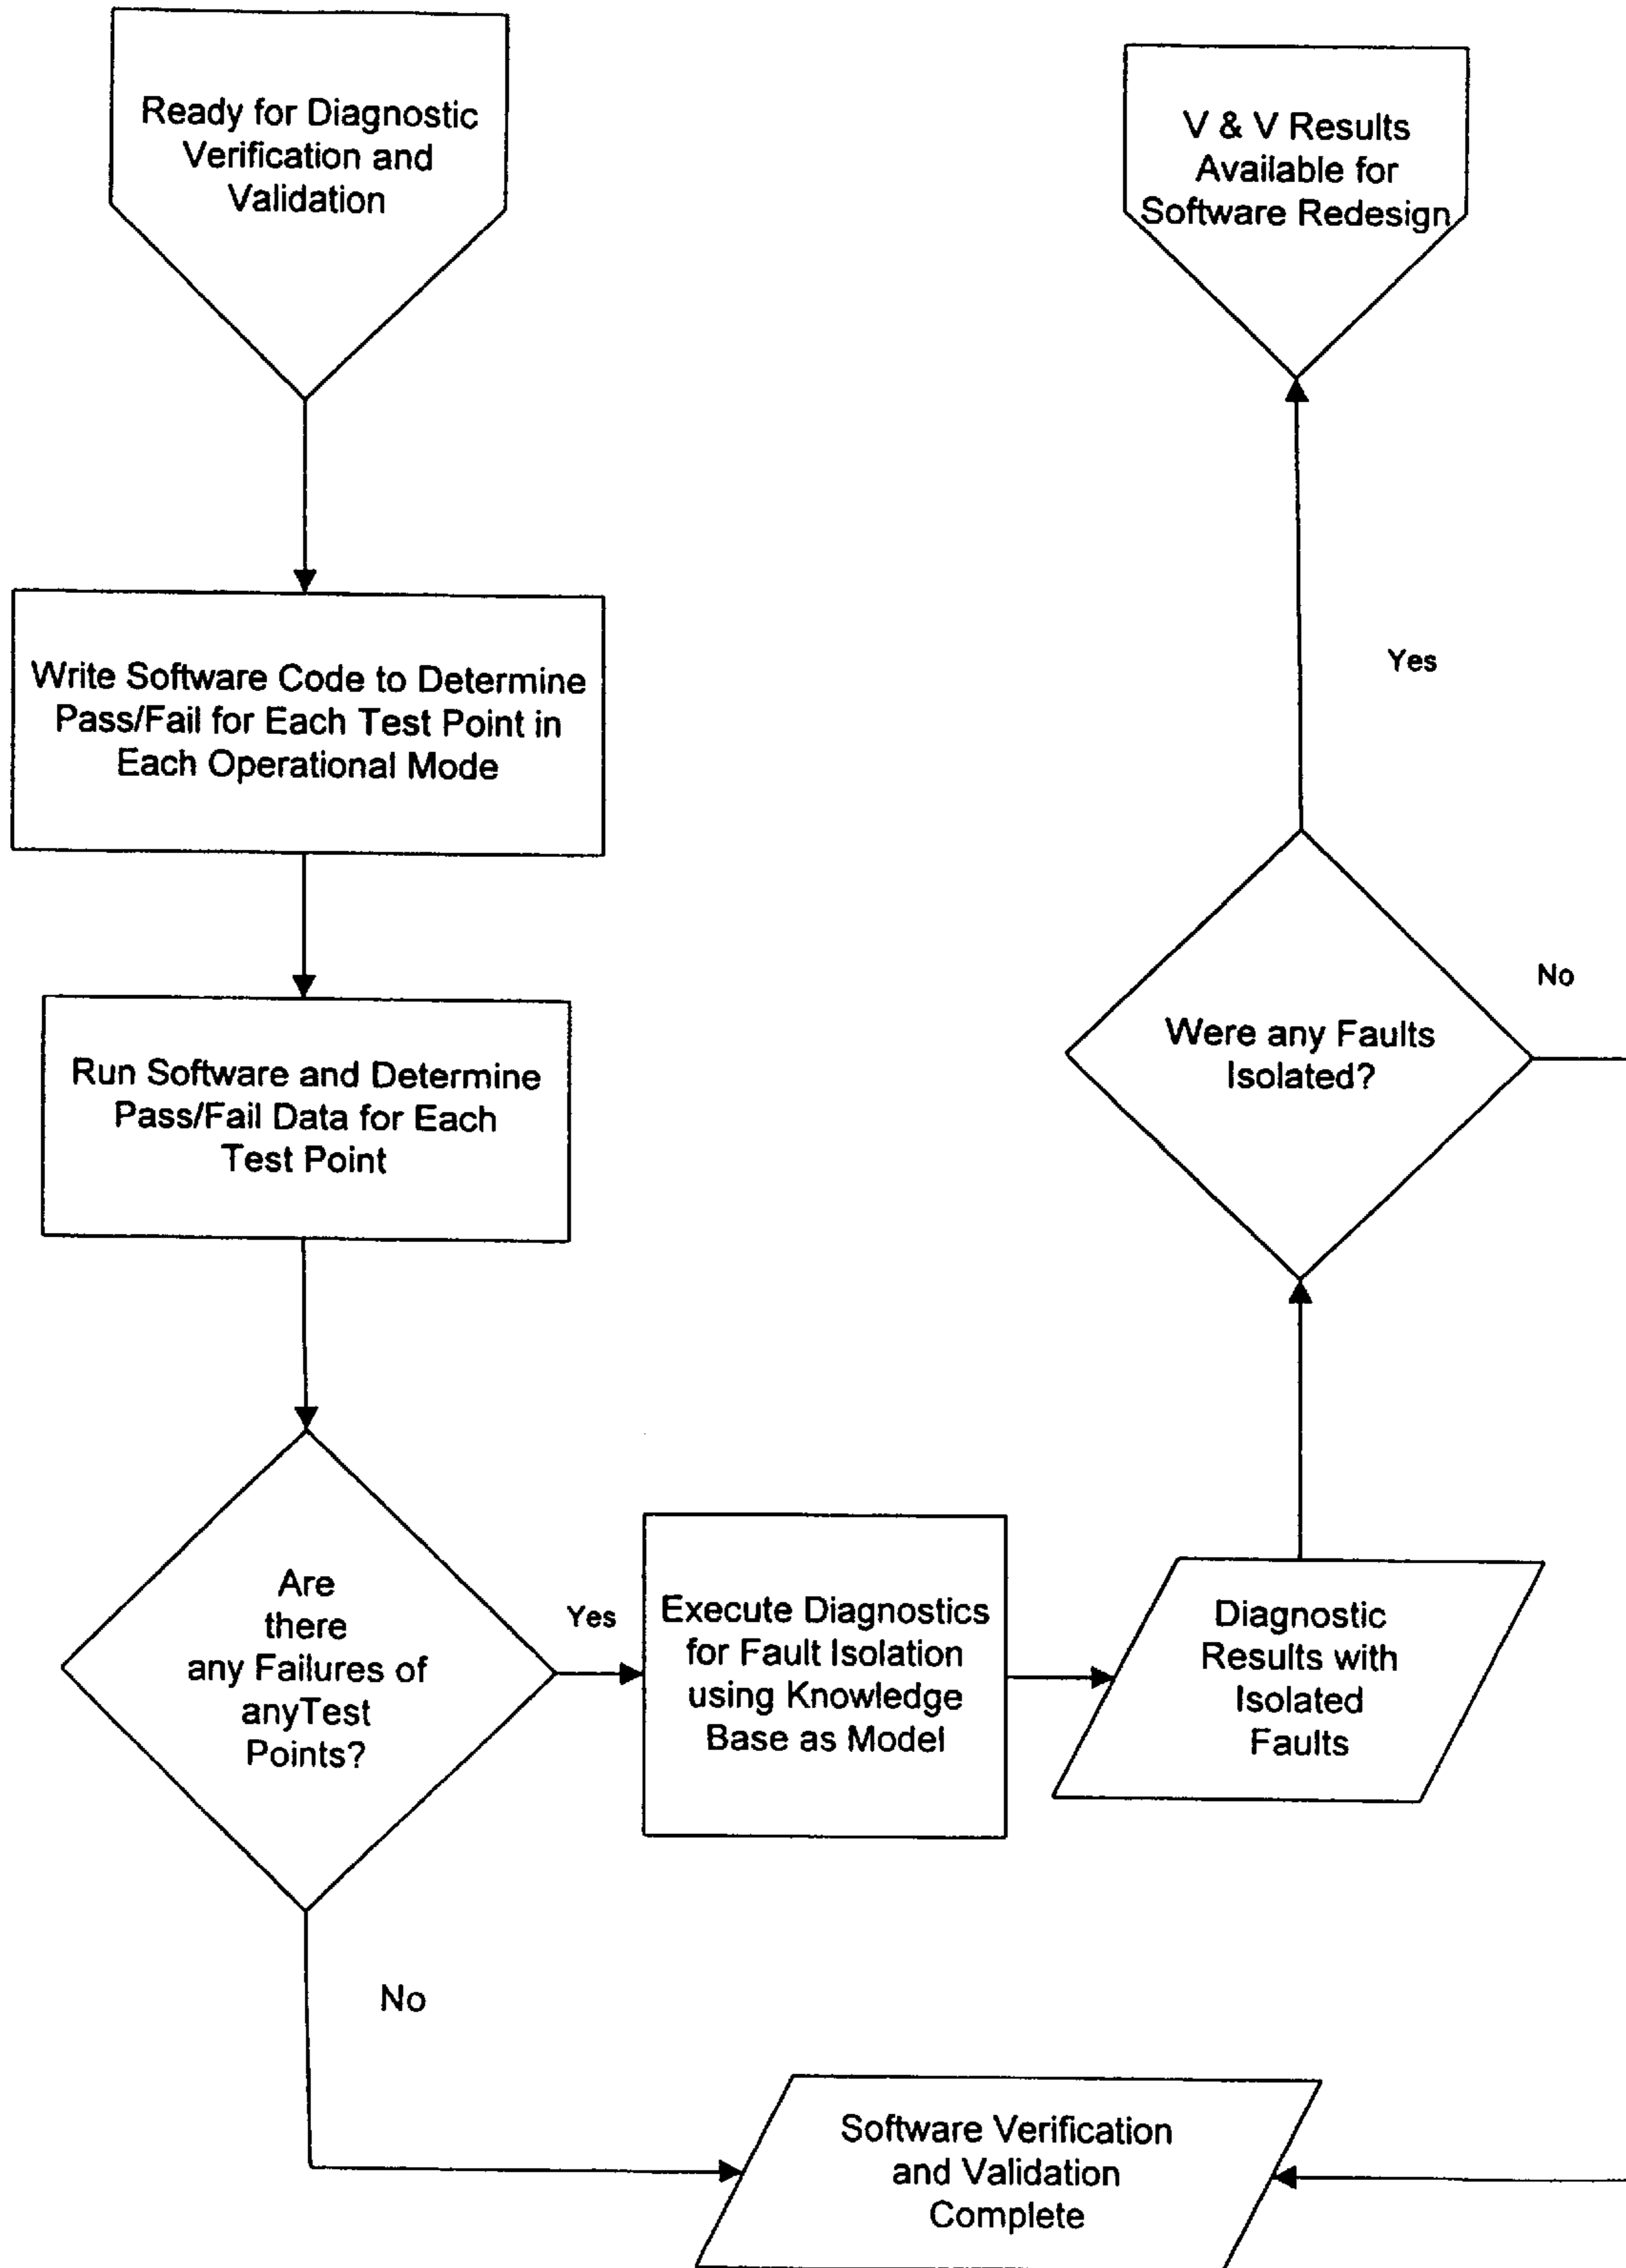 Ready for Diagnostic
Verification and
Validation
Write Software Code to Determine
Pass/Fail for Each Test Point in
Each Operational Mode
Run Software and Determine
Pass/Fail Data for Each
Test Point
Are
there
any Failures of
anyTest
Points?
Yes
No
Execute Diagnostics
for Fault Isolation
using Knowledge
Base as Model
Diagnostic
Results with
Isolated
Faults
Were any Faults
Isolated?
Yes
No
V & V Results
Available for
Software Redesign
Software Verification
and Validation
Complete